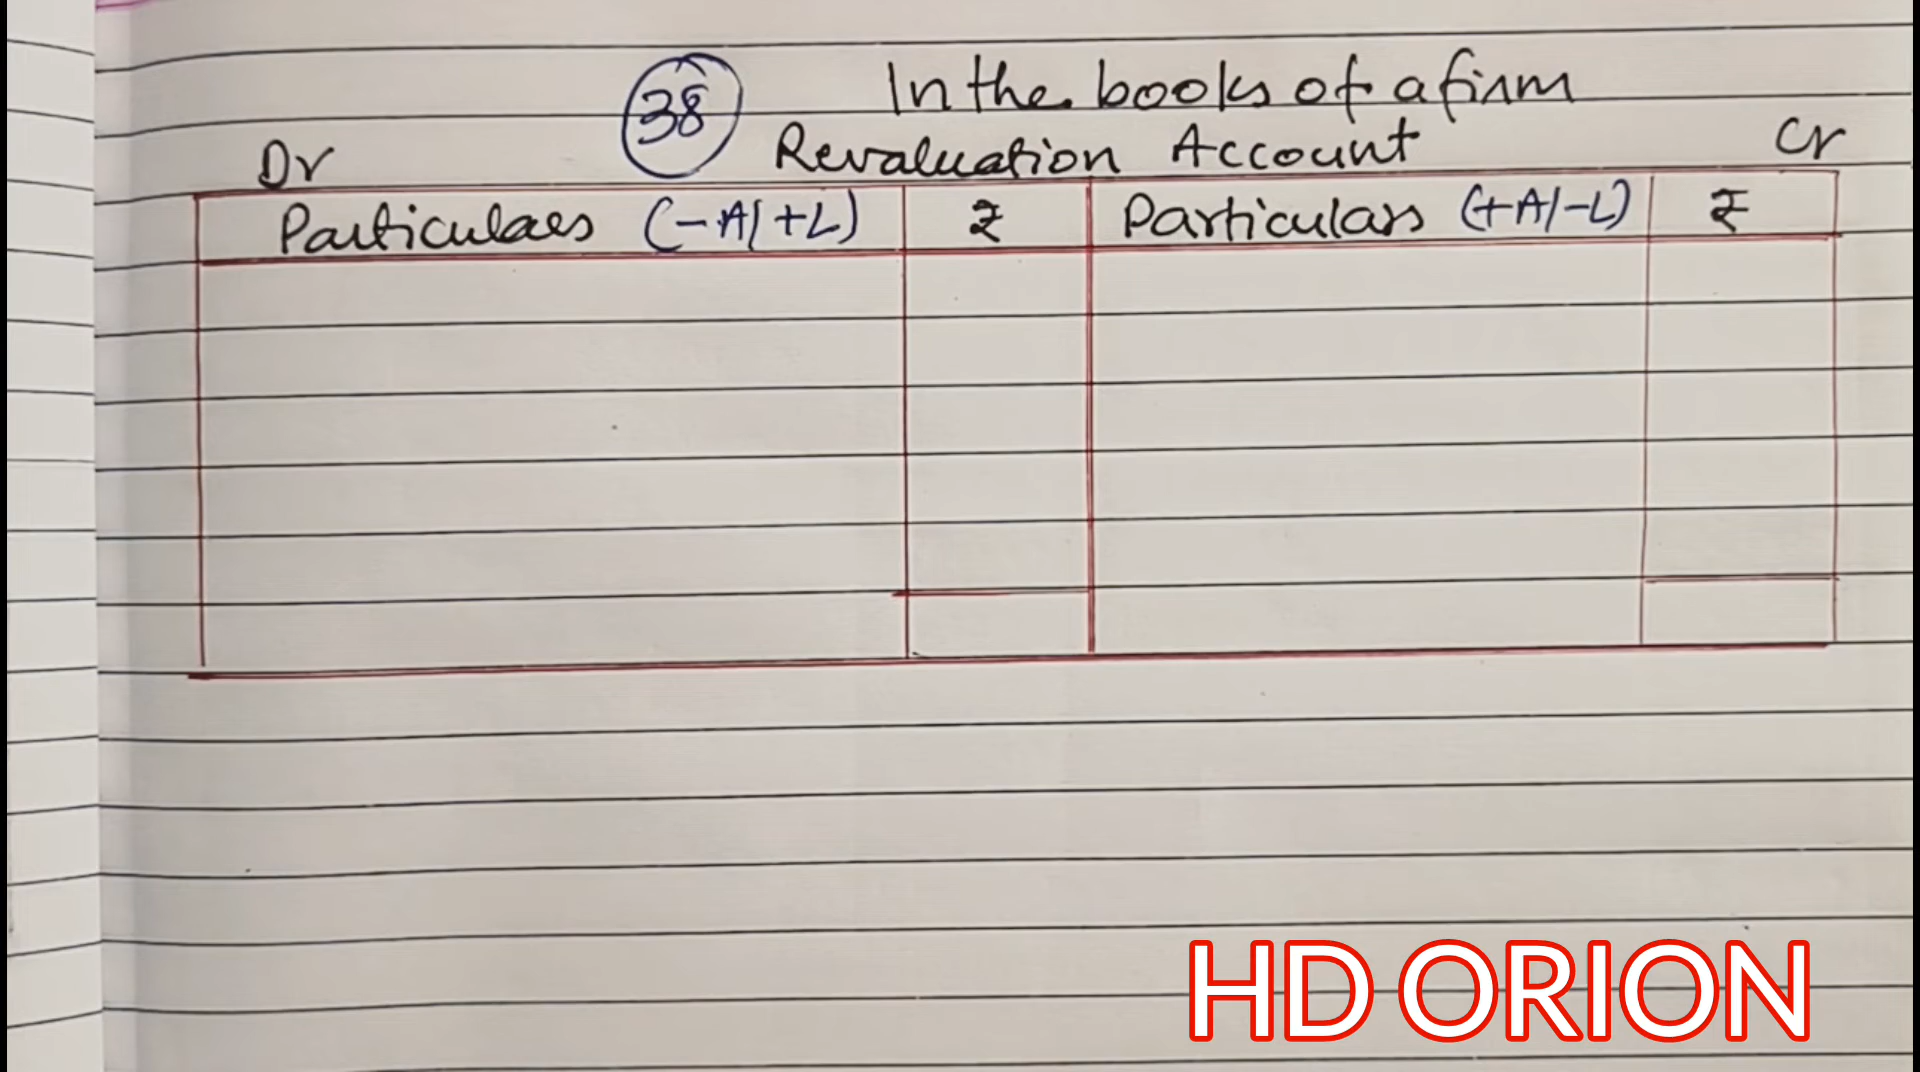 38 In the books of a firm
Dr Revaluation Account Cr
Particulars (-A/+L) ₹ Particulars (+A/-L) ₹
HD ORION